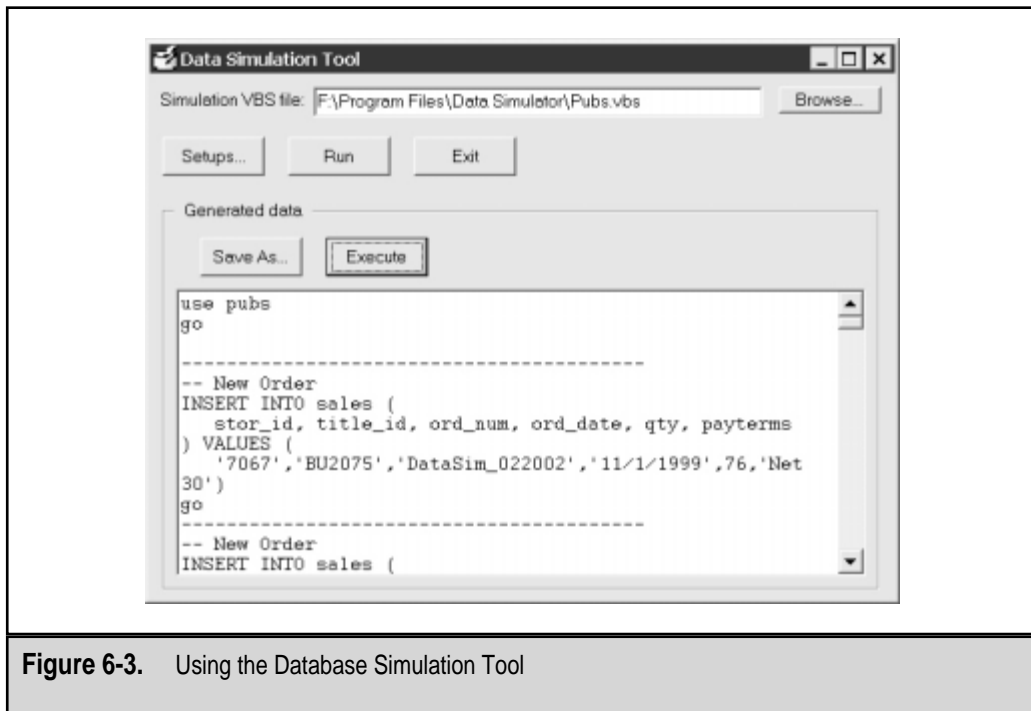 Data Simulation Tool
Simulation VBS file: F:\Program Files\Data Simulator\Pubs.vbs Browse...
Setups... Run Exit
Generated data
Save As... Execute
use pubs
go
-----------------------------------------
-- New Order
INSERT INTO sales (
   stor_id, title_id, ord_num, ord_date, qty, payterms
) VALUES (
   '7067','BU2075','DataSim_022002','11/1/1999',76,'Net
30')
go
-----------------------------------------
-- New Order
INSERT INTO sales (
Figure 6-3. Using the Database Simulation Tool